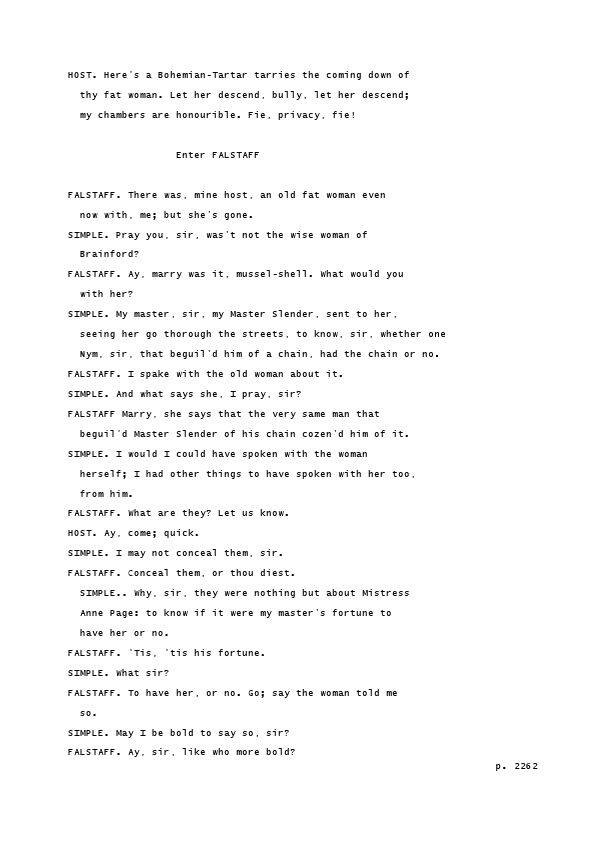 HOST. Here's a Bohemian-Tartar tarries the coming down of
thy fat woman. Let her descend, bully, let her descend;
my chambers are honourible. Fie, privacy, fie!
Enter FALSTAFF
FALSTAFF. There was, mine host, an old fat woman even
now with, me; but she's gone.
SIMPLE. Pray you, sir, was't not the wise woman of
Brainford?
FALSTAFF. Ay, marry was it, mussel-shell. What would you
with her?
SIMPLE. My master, sir, my Master Slender, sent to her,
seeing her go thorough the streets, to know, sir, whether one
Nym, sir, that beguil'd him of a chain, had the chain or no.
FALSTAFF. I spake with the old woman about it.
SIMPLE. And what says she, I pray, sir?
FALSTAFF Marry, she says that the very same man that
beguil'd Master Slender of his chain cozen'd him of it.
SIMPLE. I would I could have spoken with the woman
herself; I had other things to have spoken with her too,
from him.
FALSTAFF. What are they? Let us know.
HOST. Ay, come; quick.
SIMPLE. I may not conceal them, sir.
FALSTAFF. Conceal them, or thou diest.
SIMPLE.. Why, sir, they were nothing but about Mistress
Anne Page: to know if it were my master's fortune to
have her or no.
FALSTAFF. 'Tis, 'tis his fortune.
SIMPLE. What sir?
FALSTAFF. To have her, or no. Go; say the woman told me
so.
SIMPLE. May I be bold to say so, sir?
FALSTAFF. Ay, sir, like who more bold?
p. 2262